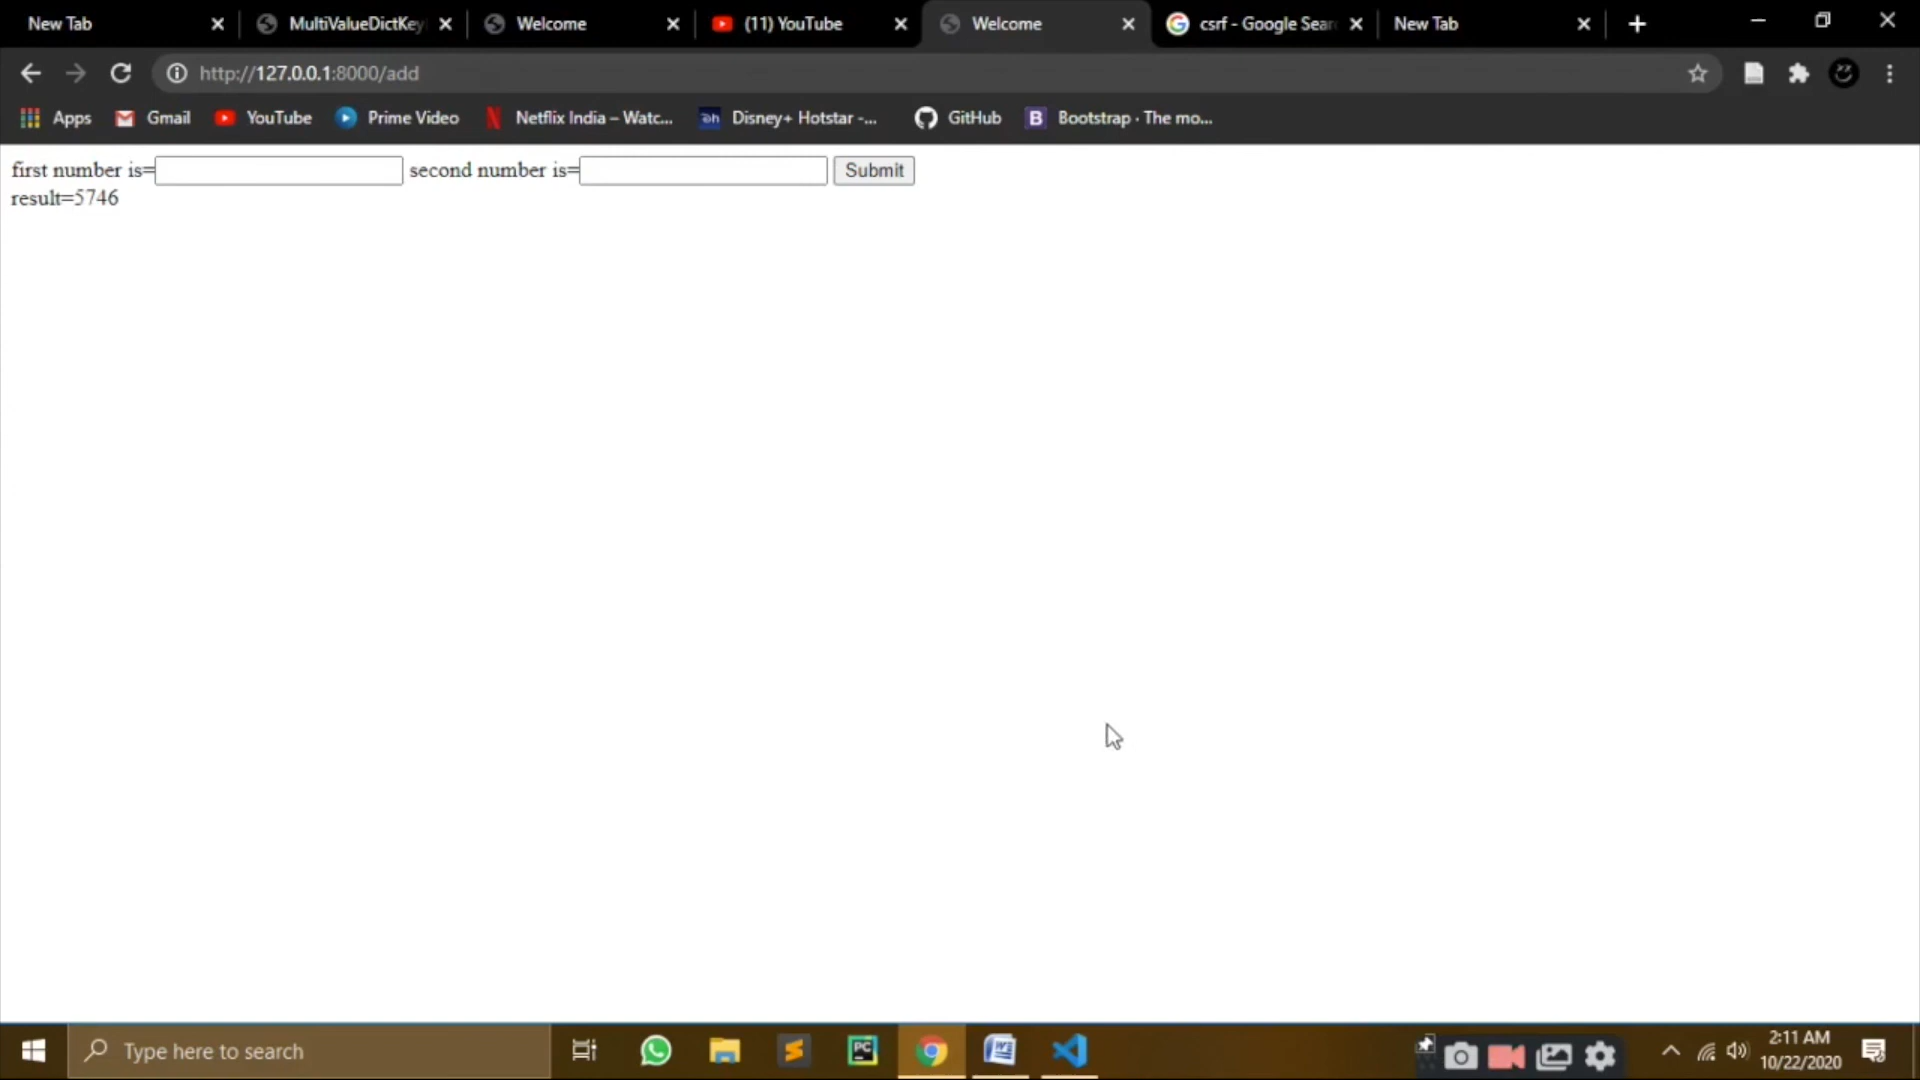 New Tab
MultiValueDictKey
Welcome
(11) YouTube
Welcome
csrf - Google Sear
New Tab
http://127.0.0.1:8000/add
Apps
Gmail
YouTube
Prime Video
Netflix India – Watc...
Disney+ Hotstar -...
GitHub
Bootstrap · The mo...
first number is= second number is= Submit
result=5746
Type here to search
2:11 AM
10/22/2020